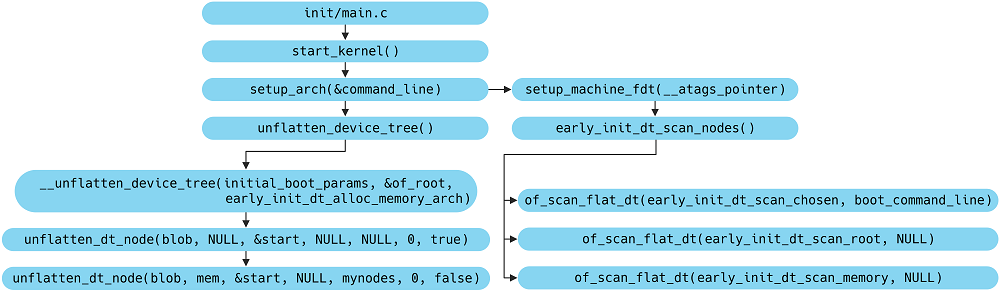 init/main.c
start_kernel()
setup_arch(&command_line)
setup_machine_fdt(__atags_pointer)
unflatten_device_tree()
early_init_dt_scan_nodes()
__unflatten_device_tree(initial_boot_params, &of_root,
early_init_dt_alloc_memory_arch)
of_scan_flat_dt(early_init_dt_scan_chosen, boot_command_line)
unflatten_dt_node(blob, NULL, &start, NULL, NULL, 0, true)
of_scan_flat_dt(early_init_dt_scan_root, NULL)
unflatten_dt_node(blob, mem, &start, NULL, mynodes, 0, false)
of_scan_flat_dt(early_init_dt_scan_memory, NULL)